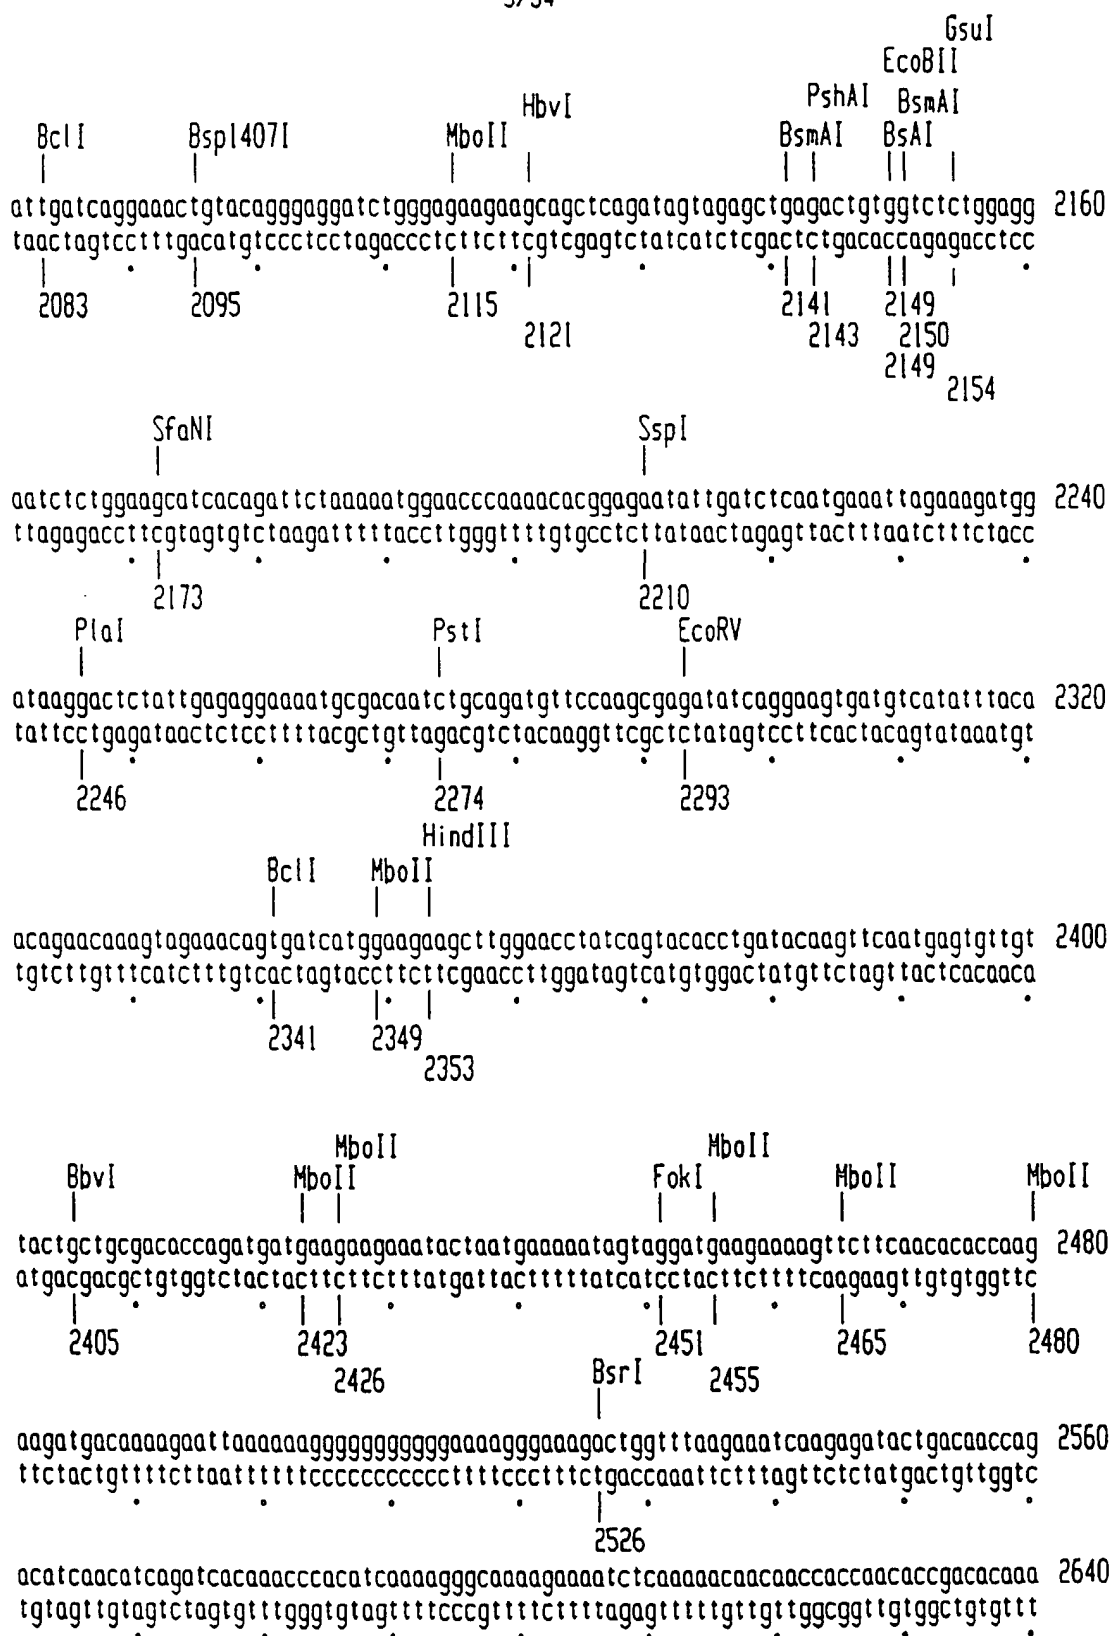 GsuI
EcoBII
HbvI PshAI BsmAI
BclI Bsp1407I MboII BsmAI BsAI
attgatcaggaaactgtacagggaggatctgggagaagaagcagctcagatagtagagctgagactgtggtctctggagg 2160
taactagtcctttgacatgtccctcctagaccctcttcttcgtcgagtctatcatctcgactctgacaccagagacctcc
2083 2095 2115 2141 2149
2121 2143 2150
2149
2154
SfaNI SspI
aatctctggaagcatcacagattctaaaaatggaacccaaaacacggagaatattgatctcaatgaaattagaaagatgg 2240
ttagagaccttcgtagtgtctaagatttttaccttgggttttgtgcctcttataactagagttactttaatctttctacc
2173 2210
PlaI PstI EcoRV
ataaggactctattgagaggaaaatgcgacaatctgcagatgttccaagcgagatatcaggaagtgatgtcatatttaca 2320
tattcctgagataactctccttttacgctgttagacgtctacaaggttcgctctatagtccttcactacagtataaatgt
2246 2274 2293
HindIII
BclI MboII
acagaacaaagtagaaacagtgatcatggaagaagcttggaacctatcagtacacctgatacaagttcaatgagtgttgt 2400
tgtcttgtttcatctttgtcactagtaccttcttcgaaccttggatagtcatgtggactatgttctagttactcacaaca
2341 2349
2353
MboII MboII
BbvI MboII FokI MboII MboII
tactgctgcgacaccagatgatgaagaagaaatactaatgaaaaatagtaggatgaagaaaagttcttcaacacaccaag 2480
atgacgacgctgtggtctactacttcttctttatgattactttttatcatcctacttcttttcaagaagttgtgtggttc
2405 2423 2451 2465 2480
2426 2455
BsrI
aagatgacaaaagaattaaaaaaggggggggggggaaaagggaaagactggtttaagaaatcaagagatactgacaaccag 2560
ttctactgttttcttaattttttccccccccccccttttccctttctgaccaaattctttagttctctatgactgttggtc
2526
acatcaacatcagatcacaaacccacatcaaaagggcaaaagaaaatctcaaaaacaacaaccaccaacaccgacacaaa 2640
tgtagttgtagtctagtgtttgggtgtagttttcccgttttcttttagagtttttgttgttggcggttgtggctgtgttt